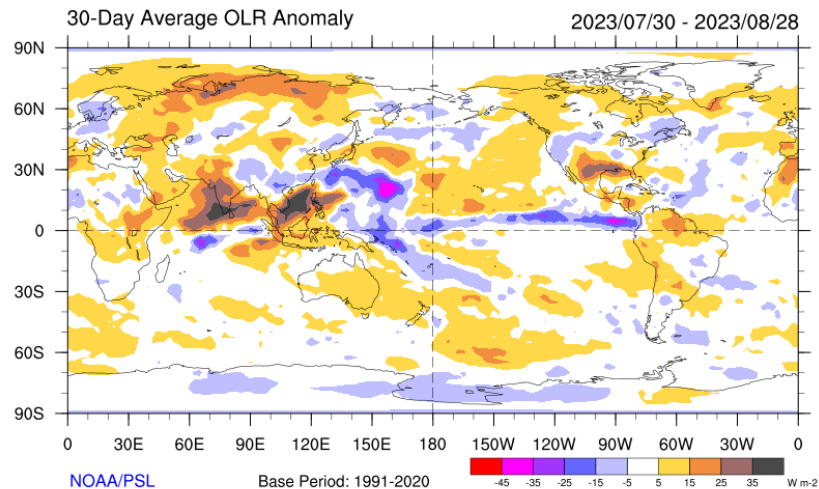 30-Day Average OLR Anomaly 2023/07/30 - 2023/08/28
90N
60N
30N
0
30S
60S
90S
0 30E 60E 90E 120E 150E 180 150W 120W 90W 60W 30W 0
NOAA/PSL Base Period: 1991-2020
-45 -35 -25 -15 -5 5 15 25 35 W m-2